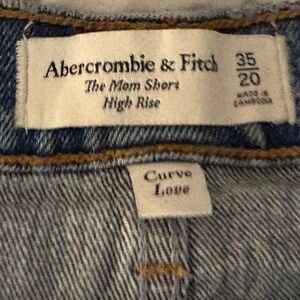 Abercrombie & Fitch
The Mom Short
High Rise
35
20
MADE IN
CAMBODIA
Curve
Love